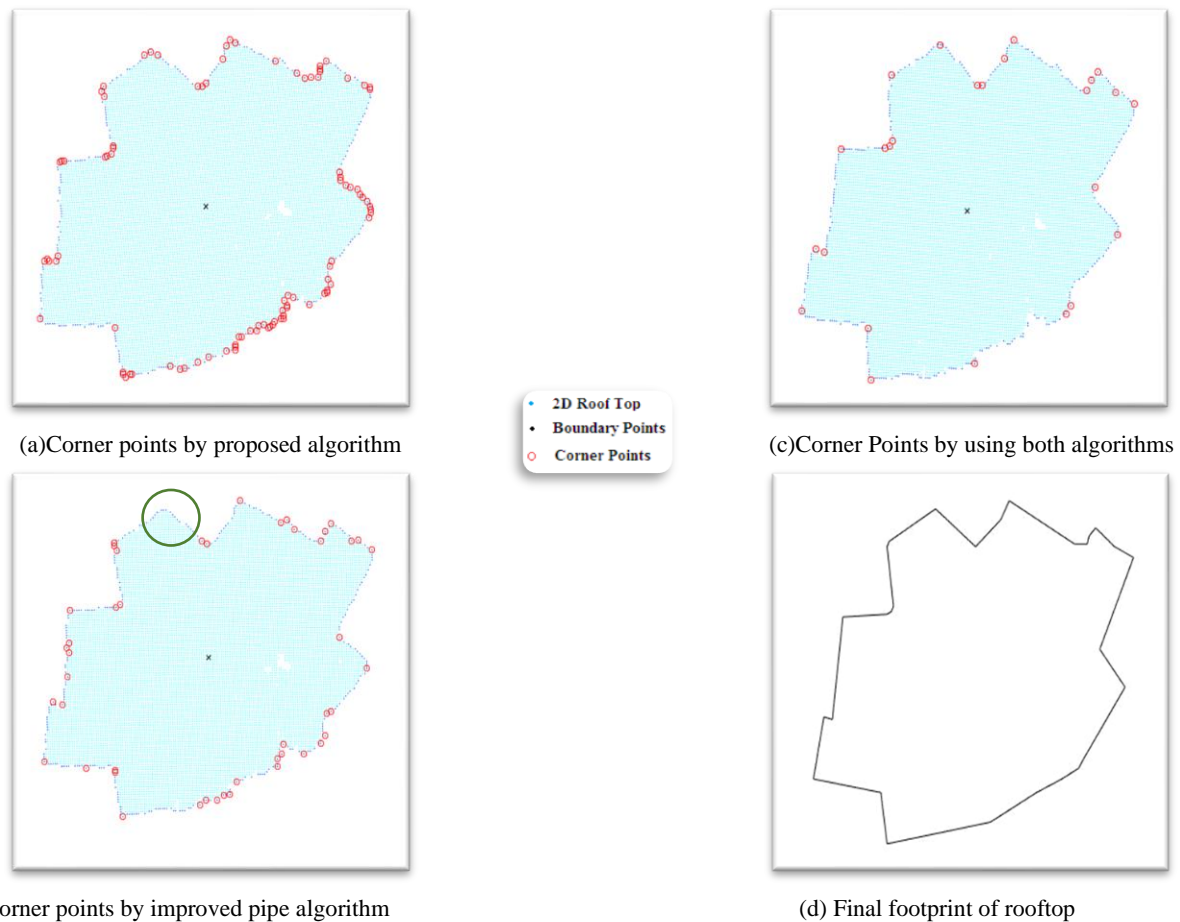 (a)Corner points by proposed algorithm
2D Roof Top
Boundary Points
Corner Points
(c)Corner Points by using both algorithms
points by improved pipe algorithm
(d) Final footprint of rooftop